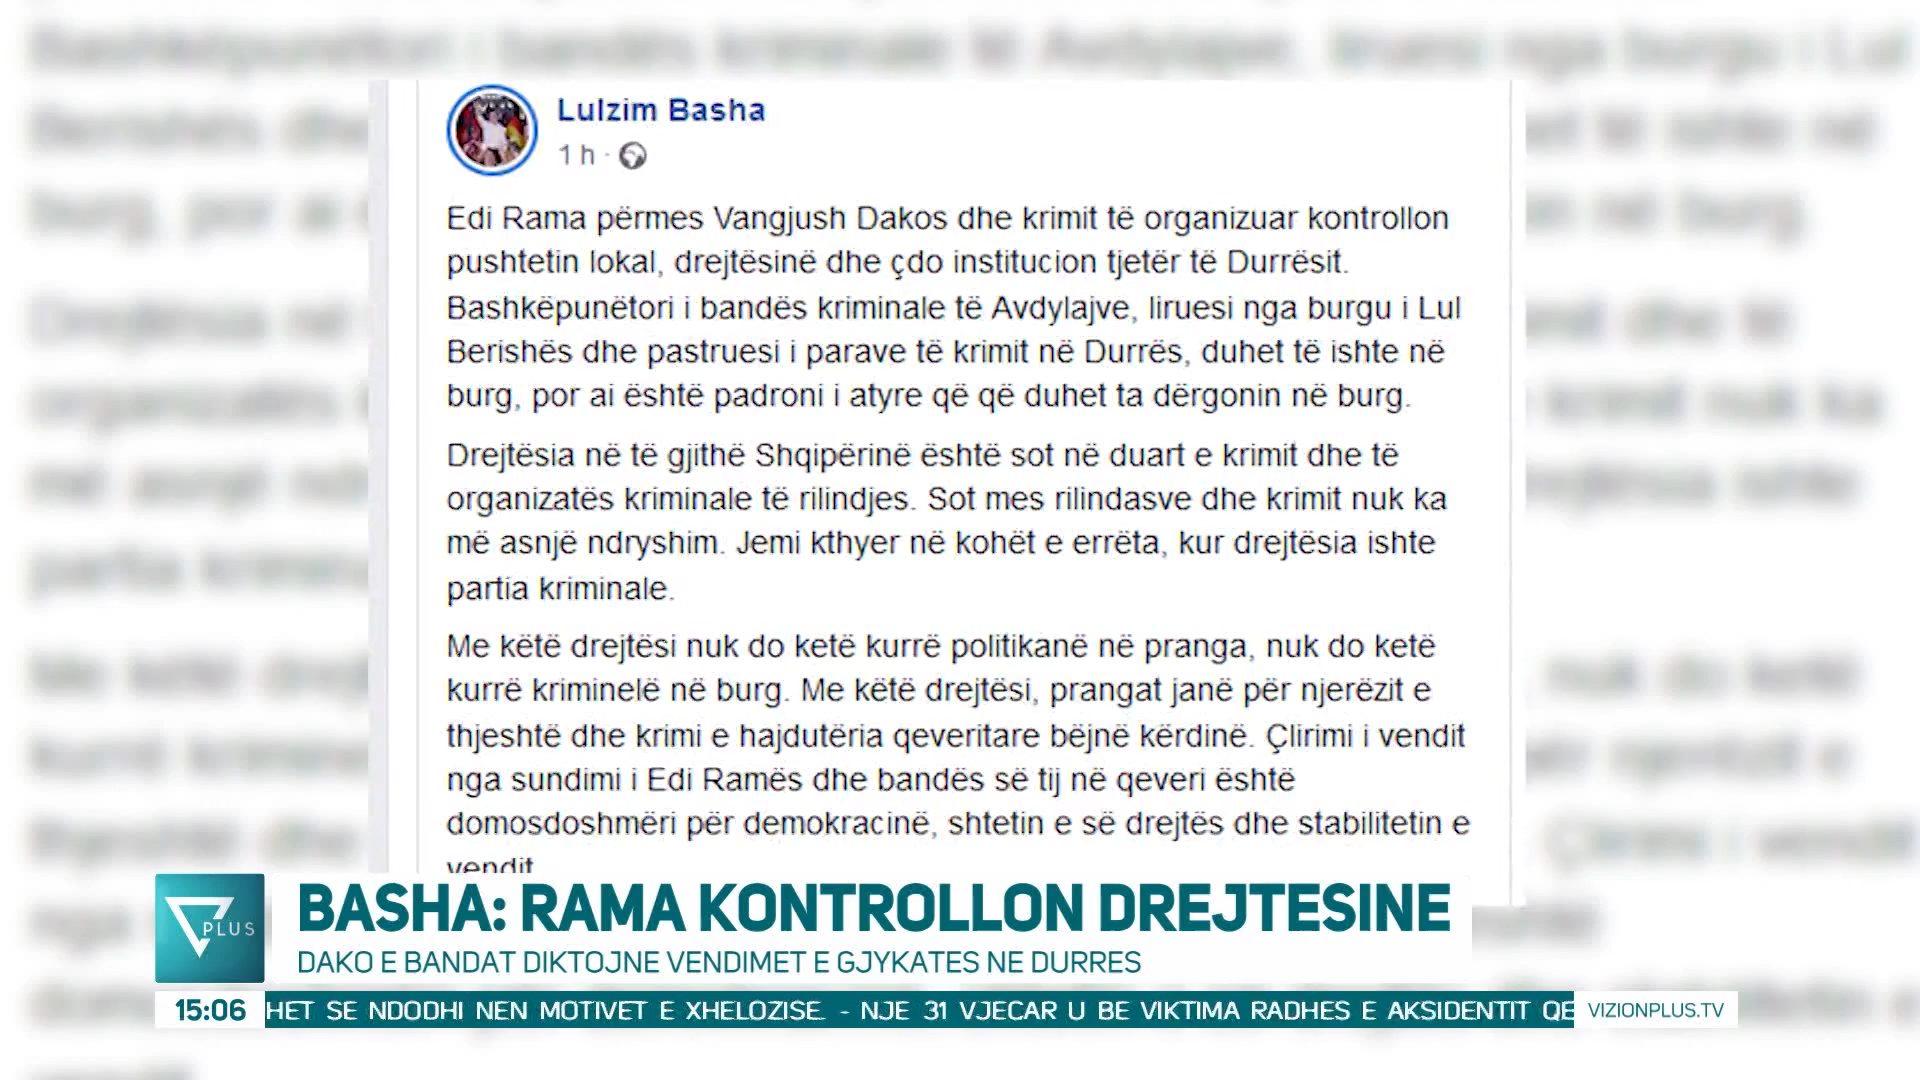 Lulzim Basha
1 h ·
Edi Rama përmes Vangjush Dakos dhe krimit të organizuar kontrollon
pushtetin lokal, drejtësinë dhe çdo institucion tjetër të Durrësit.
Bashkëpunëtori i bandës kriminale të Avdylajve, liruesi nga burgu i Lul
Berishës dhe pastruesi i parave të krimit në Durrës, duhet të ishte në
burg, por ai është padroni i atyre që që duhet ta dërgonin në burg.
Drejtësia në të gjithë Shqipërinë është sot në duart e krimit dhe të
organizatës kriminale të rilindjes. Sot mes rilindasve dhe krimit nuk ka
më asnjë ndryshim. Jemi kthyer në kohët e errëta, kur drejtësia ishte
partia kriminale.
Me këtë drejtësi nuk do ketë kurrë politikanë në pranga, nuk do ketë
kurrë kriminelë në burg. Me këtë drejtësi, prangat janë për njerëzit e
thjeshtë dhe krimi e hajdutëria qeveritare bëjnë kërdinë. Çlirimi i vendit
nga sundimi i Edi Ramës dhe bandës së tij në qeveri është
domosdoshmëri për demokracinë, shtetin e së drejtës dhe stabilitetin e
vendit
PLUS
BASHA: RAMA KONTROLLON DREJTESINE
DAKO E BANDAT DIKTOJNE VENDIMET E GJYKATES NE DURRES
15:06 HET SE NDODHI NEN MOTIVET E XHELOZISE. - NJE 31 VJECAR U BE VIKTIMA RADHES E AKSIDENTIT QE VIZIONPLUS.TV